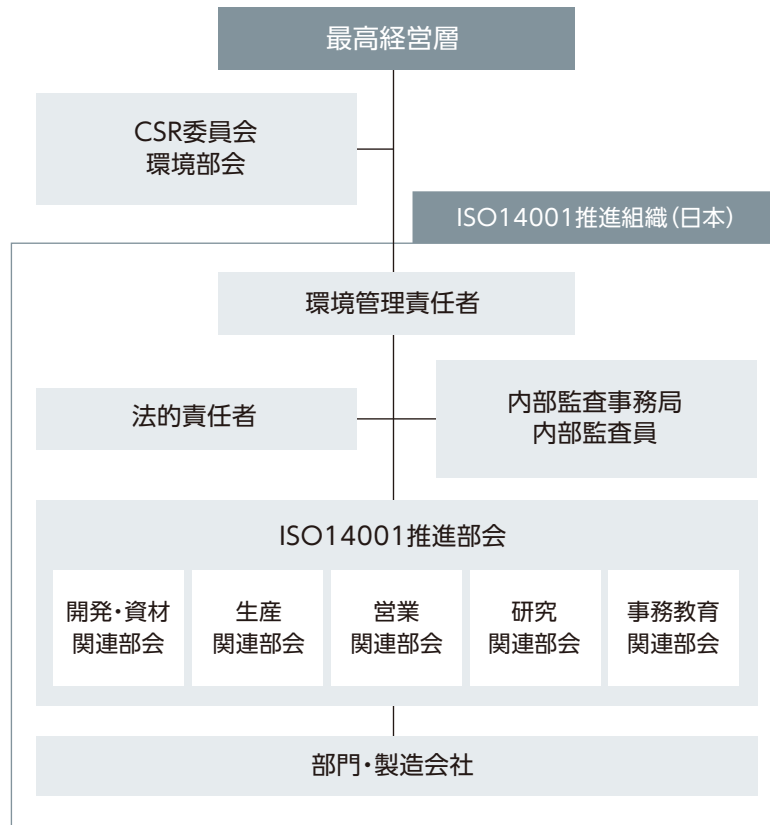 最高経営層
CSR委員会
環境部会
ISO14001推進組織（日本）
環境管理責任者
法的責任者
内部監査事務局
内部監査員
ISO14001推進部会
開発・資材
関連部会
生産
関連部会
営業
関連部会
研究
関連部会
事務教育
関連部会
部門・製造会社